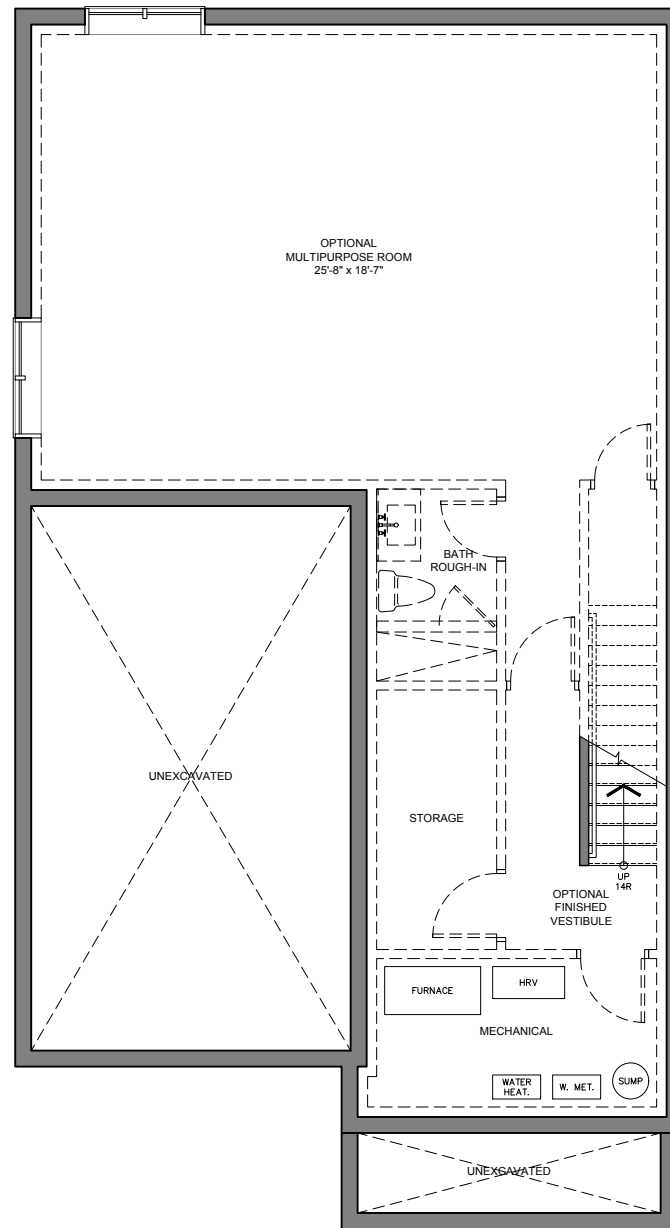 OPTIONAL
MULTIPURPOSE ROOM
25'-8" x 18'-7"
BATH
ROUGH-IN
UNEXCAVATED
STORAGE
UP
14R
OPTIONAL
FINISHED
VESTIBULE
FURNACE
HRV
MECHANICAL
WATER
HEAT.
W. MET.
SUMP
UNEXCAVATED